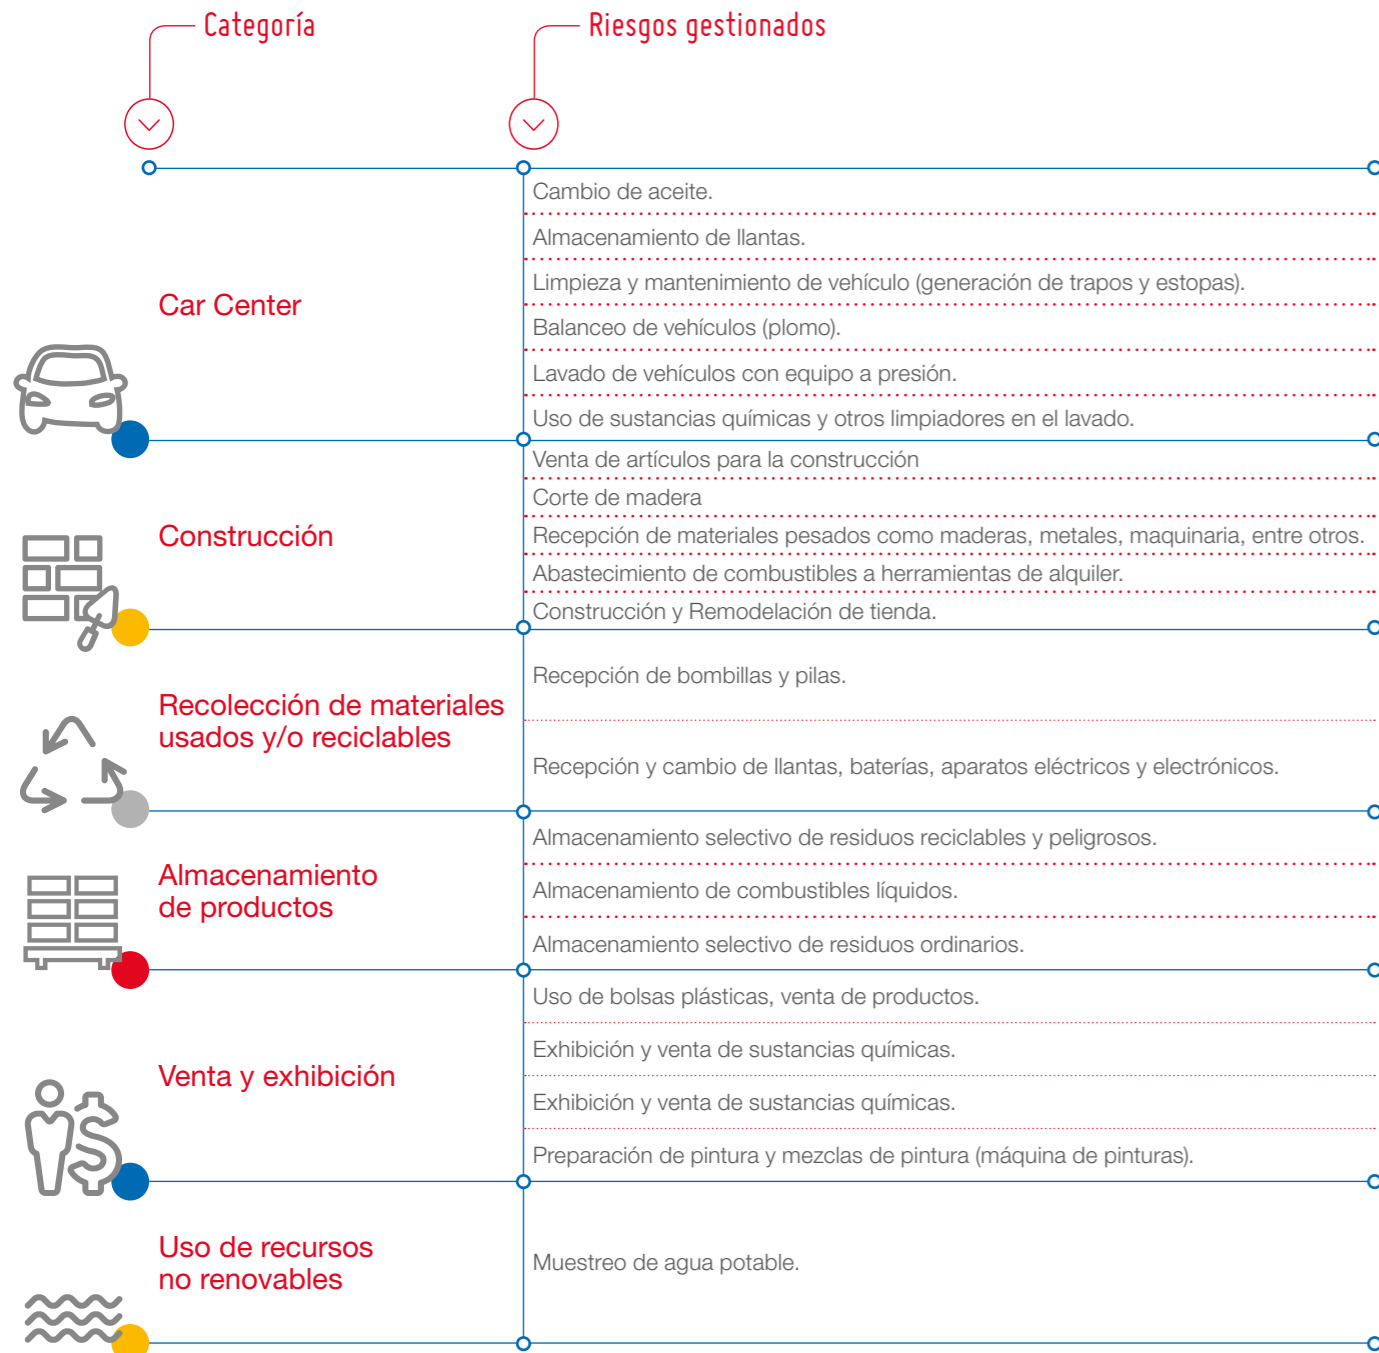 Categoría
Riesgos gestionados
Car Center
Cambio de aceite.
Almacenamiento de llantas.
Limpieza y mantenimiento de vehículo (generación de trapos y estopas).
Balanceo de vehículos (plomo).
Lavado de vehículos con equipo a presión.
Uso de sustancias químicas y otros limpiadores en el lavado.
Construcción
Venta de artículos para la construcción
Corte de madera
Recepción de materiales pesados como maderas, metales, maquinaria, entre otros.
Abastecimiento de combustibles a herramientas de alquiler.
Construcción y Remodelación de tienda.
Recolección de materiales
usados y/o reciclables
Recepción de bombillas y pilas.
Recepción y cambio de llantas, baterías, aparatos eléctricos y electrónicos.
Almacenamiento
de productos
Almacenamiento selectivo de residuos reciclables y peligrosos.
Almacenamiento de combustibles líquidos.
Almacenamiento selectivo de residuos ordinarios.
Venta y exhibición
Uso de bolsas plásticas, venta de productos.
Exhibición y venta de sustancias químicas.
Exhibición y venta de sustancias químicas.
Preparación de pintura y mezclas de pintura (máquina de pinturas).
Uso de recursos
no renovables
Muestreo de agua potable.